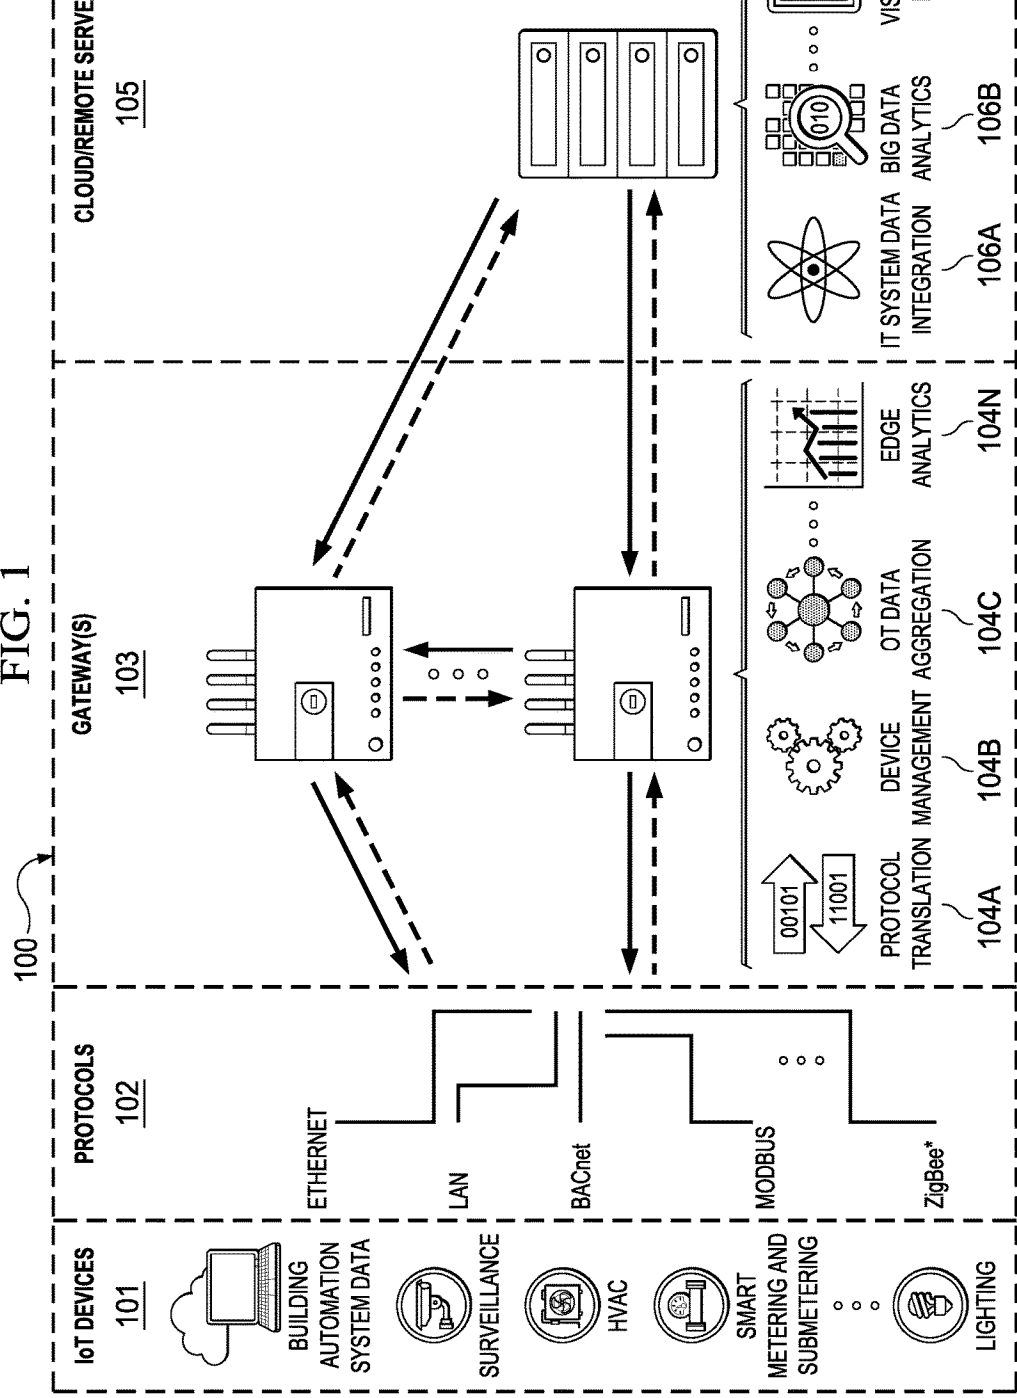 FIG. 1
100
IoT DEVICES
101
BUILDING
AUTOMATION
SYSTEM DATA
SURVEILLANCE
HVAC
SMART
METERING AND
SUBMETERING
LIGHTING
PROTOCOLS
102
ETHERNET
LAN
BACnet
MODBUS
ZigBee*
GATEWAY(S)
103
00101
11001
PROTOCOL
TRANSLATION
104A
DEVICE
MANAGEMENT
104B
OT DATA
AGGREGATION
104C
EDGE
ANALYTICS
104N
CLOUD/REMOTE SERVE
105
IT SYSTEM DATA
INTEGRATION
106A
010
BIG DATA
ANALYTICS
106B
VIS